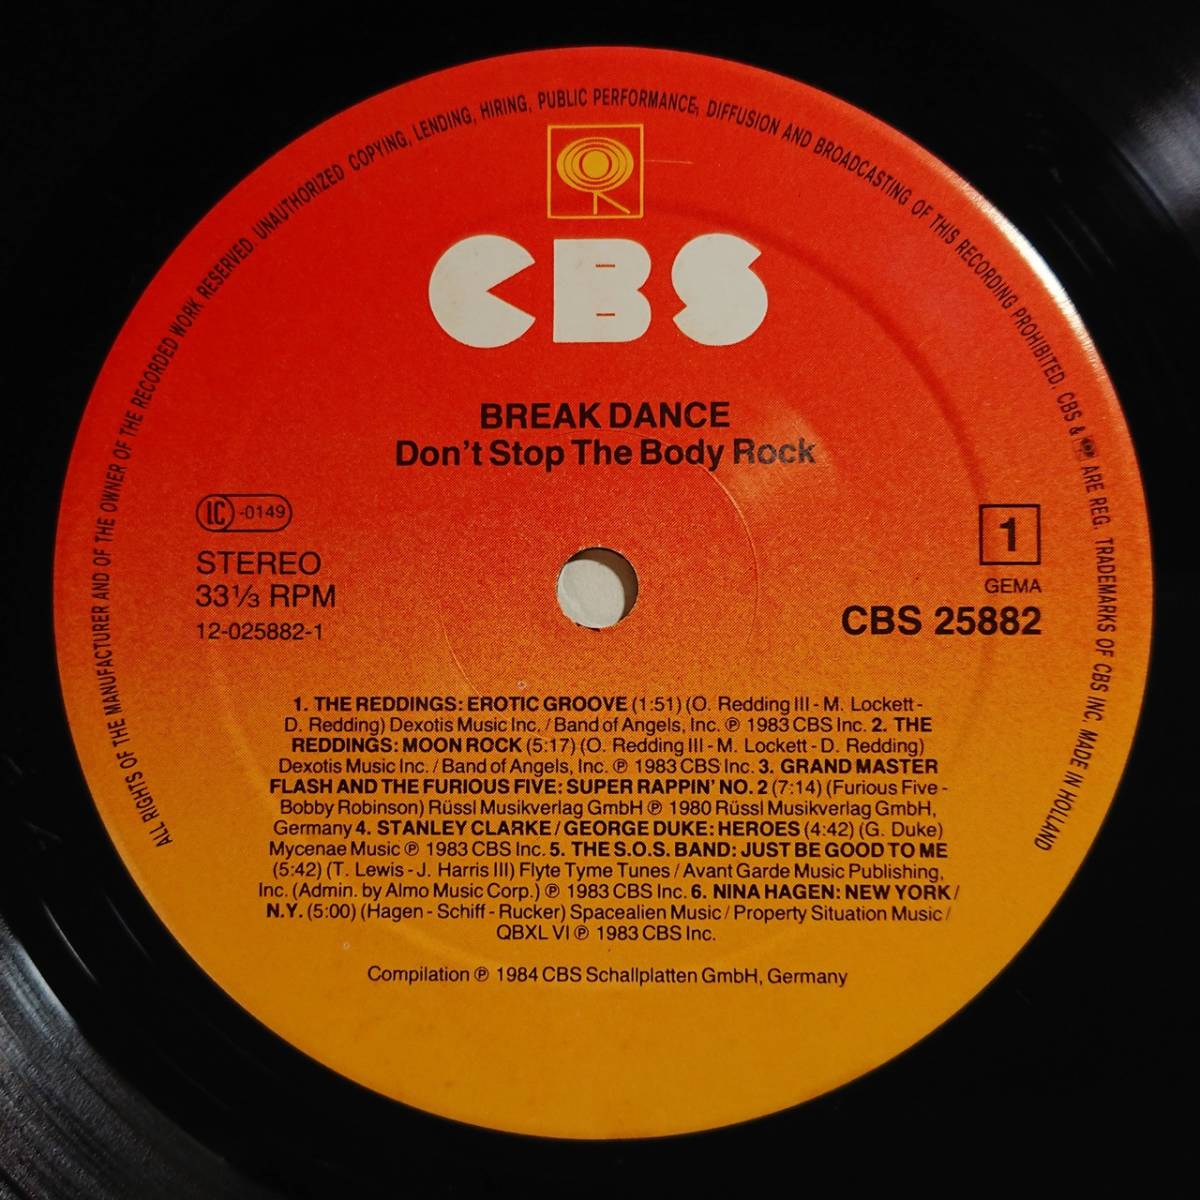 ALL RIGHTS OF THE MANUFACTURER AND OF THE OWNER OF THE RECORDED WORK RESERVED. UNAUTHORIZED COPYING, LENDING, HIRING, PUBLIC PERFORMANCE, DIFFUSION AND BROADCASTING OF THIS RECORDING PROHIBITED. CBS & ARE REG. TRADEMARKS OF CBS INC. MADE IN HOLLAND
CBS
BREAK DANCE
Don't Stop The Body Rock
LC -0149
STEREO
33⅓ RPM
12-025882-1
1
GEMA
CBS 25882
1. THE REDDINGS: EROTIC GROOVE (1:51) (O. Redding III - M. Lockett -
D. Redding) Dexotis Music Inc. / Band of Angels, Inc. ℗ 1983 CBS Inc. 2. THE
REDDINGS: MOON ROCK (5:17) (O. Redding III - M. Lockett - D. Redding)
Dexotis Music Inc. / Band of Angels, Inc. ℗ 1983 CBS Inc. 3. GRAND MASTER
FLASH AND THE FURIOUS FIVE: SUPER RAPPIN' NO. 2 (7:14) (Furious Five -
Bobby Robinson) Rüssl Musikverlag GmbH ℗ 1980 Rüssl Musikverlag GmbH,
Germany 4. STANLEY CLARKE / GEORGE DUKE: HEROES (4:42) (G. Duke)
Mycenae Music ℗ 1983 CBS Inc. 5. THE S.O.S. BAND: JUST BE GOOD TO ME
(5:42) (T. Lewis - J. Harris III) Flyte Tyme Tunes / Avant Garde Music Publishing,
Inc. (Admin. by Almo Music Corp.) ℗ 1983 CBS Inc. 6. NINA HAGEN: NEW YORK /
N.Y. (5:00) (Hagen - Schiff - Rucker) Spacealien Music / Property Situation Music /
QBXL VI ℗ 1983 CBS Inc.
Compilation ℗ 1984 CBS Schallplatten GmbH, Germany